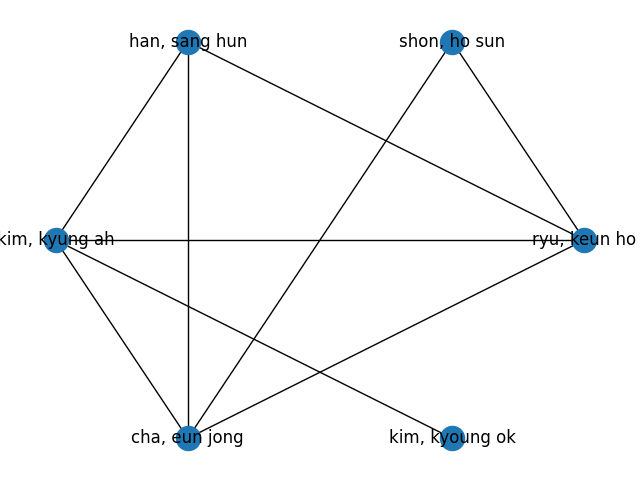 han, sang hun
shon, ho sun
kim, kyung ah
ryu, keun ho
cha, eun jong
kim, kyoung ok